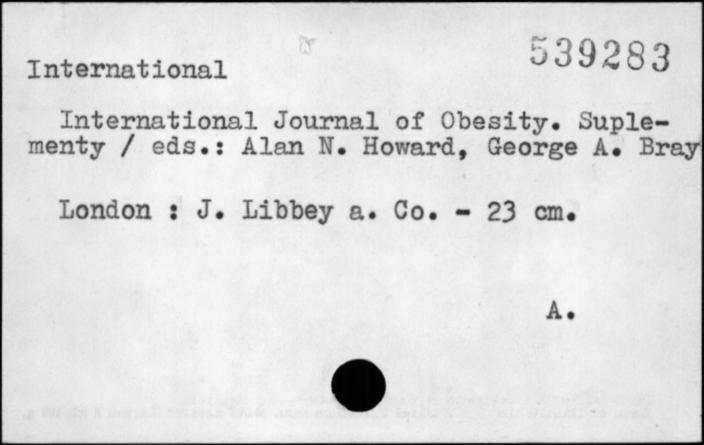 539283
International
International Journal of Obesity. Suple-
menty / eds.: Alan N. Howard, George A. Bray
London : J. Libbey a. Co. - 23 cm.
A.